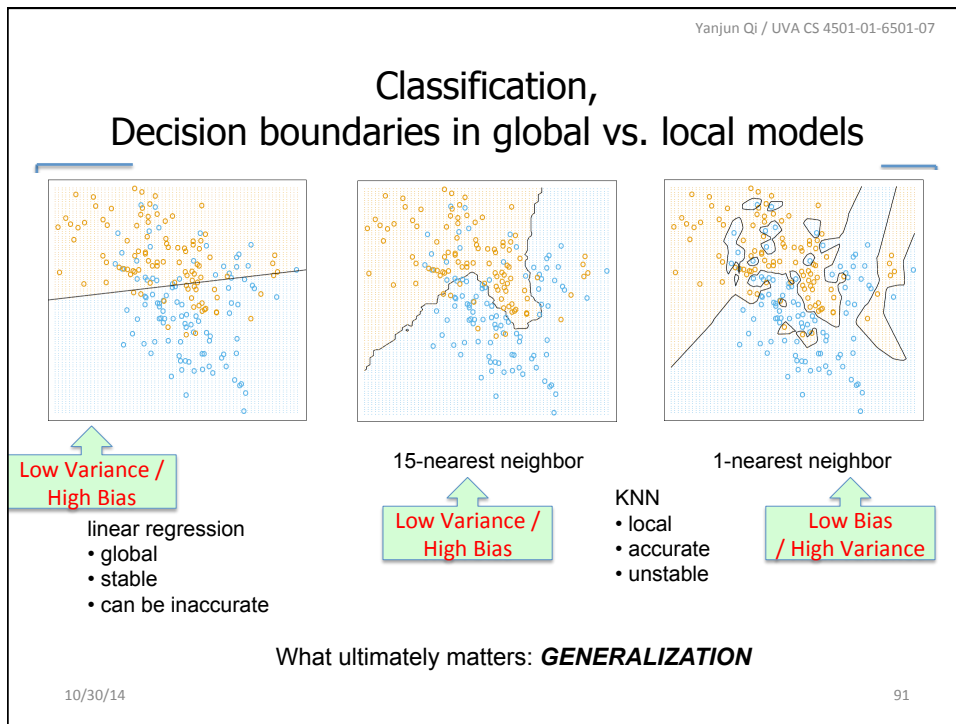 Yanjun Qi / UVA CS 4501-01-6501-07
Classification,
Decision boundaries in global vs. local models
Low Variance /
High Bias
linear regression
• global
• stable
• can be inaccurate
15-nearest neighbor
Low Variance /
High Bias
1-nearest neighbor
KNN
• local
• accurate
• unstable
Low Bias
/ High Variance
What ultimately matters: GENERALIZATION
10/30/14
91